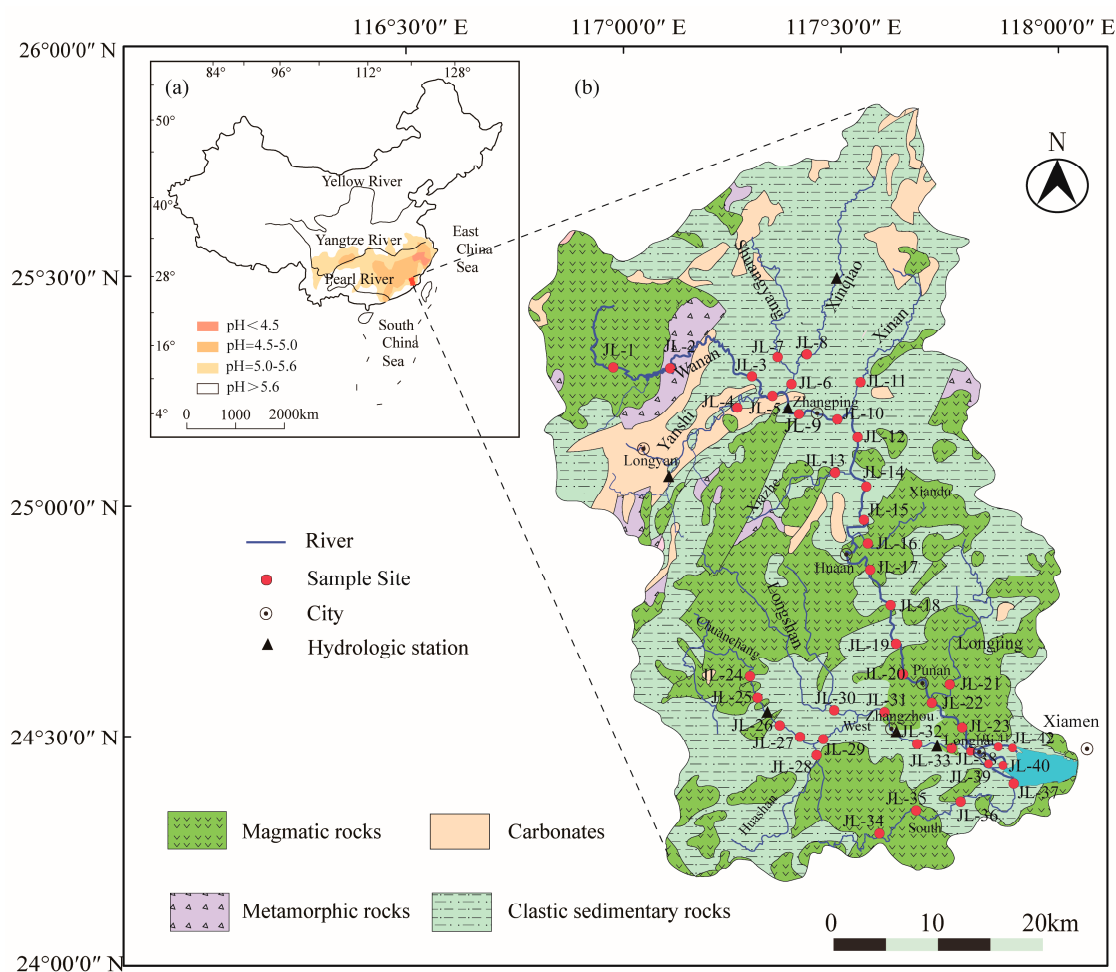 116°30′0″ E
117°00′0″ E
117°30′0″ E
118°00′0″ E
26°00′0″ N
25°30′0″ N
25°00′0″ N
24°30′0″ N
24°00′0″ N
(a)
84°
96°
112°
128°
50°
40°
28°
16°
4°
Yellow River
Yangtze River
Pearl River
East
China
Sea
South
China
Sea
pH<4.5
pH=4.5-5.0
pH=5.0-5.6
pH>5.6
0
1000
2000km
(b)
N
Shuangyang
Xinqiao
Xinan
JL-1
JL-2
Wanan
JL-3
JL-7
JL-8
JL-6
JL-11
JL-4
JL-5
Zhangping
JL-9
JL-10
Yanshi
Longyan
JL-12
JL-13
JL-14
Xiazhe
Xiandu
JL-15
JL-16
Huaan
JL-17
Longshan
JL-18
Chuanchang
JL-19
Longjing
JL-24
JL-20
Punan
JL-21
JL-25
JL-22
JL-30
JL-31
JL-26
West
Zhangzhou
JL-23
Xiamen
JL-27
JL-29
JL-32
JL-42
JL-28
JL-33
JL-39
JL-40
JL-37
Huashan
JL-35
JL-34
South
JL-36
River
Sample Site
City
Hydrologic station
Magmatic rocks
Carbonates
Metamorphic rocks
Clastic sedimentary rocks
0
10
20km